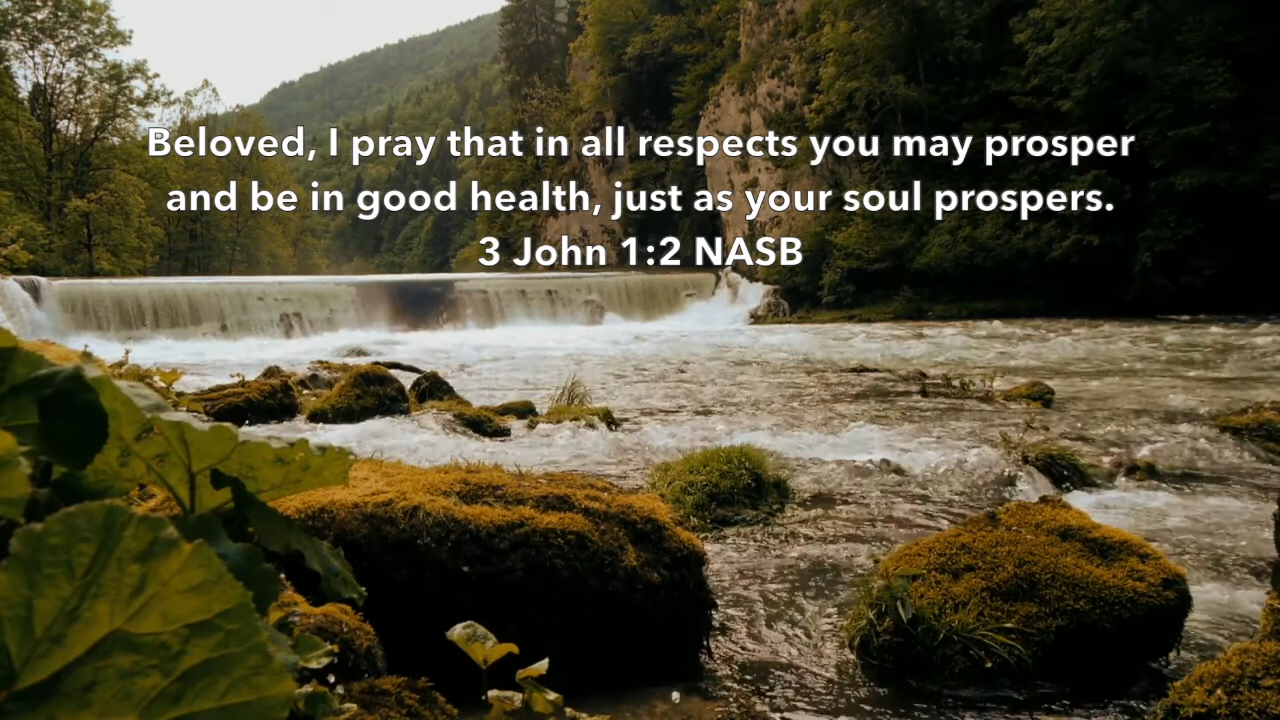 Beloved, I pray that in all respects you may prosper
and be in good health, just as your soul prospers.
3 John 1:2 NASB